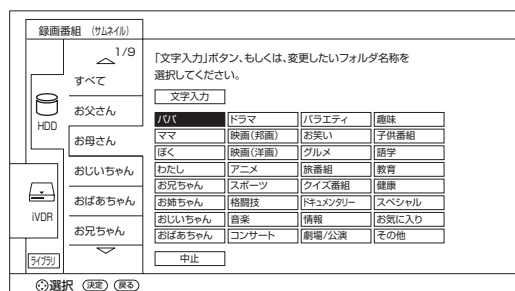 録画番組 (サムネイル)
1/9
すべて
お父さん
お母さん
おじいちゃん
おばあちゃん
お兄ちゃん
HDD
iVDR
ライブラリ
「文字入力」ボタン、もしくは、変更したいフォルダ名称を
選択してください。
文字入力
パパ ドラマ バラエティ 趣味
ママ 映画(邦画) お笑い 子供番組
ぼく 映画(洋画) グルメ 語学
わたし アニメ 旅番組 教育
お兄ちゃん スポーツ クイズ番組 健康
お姉ちゃん 格闘技 ドキュメンタリー スペシャル
おじいちゃん 音楽 情報 お気に入り
おばあちゃん コンサート 劇場/公演 その他
中止
選択 決定 戻る